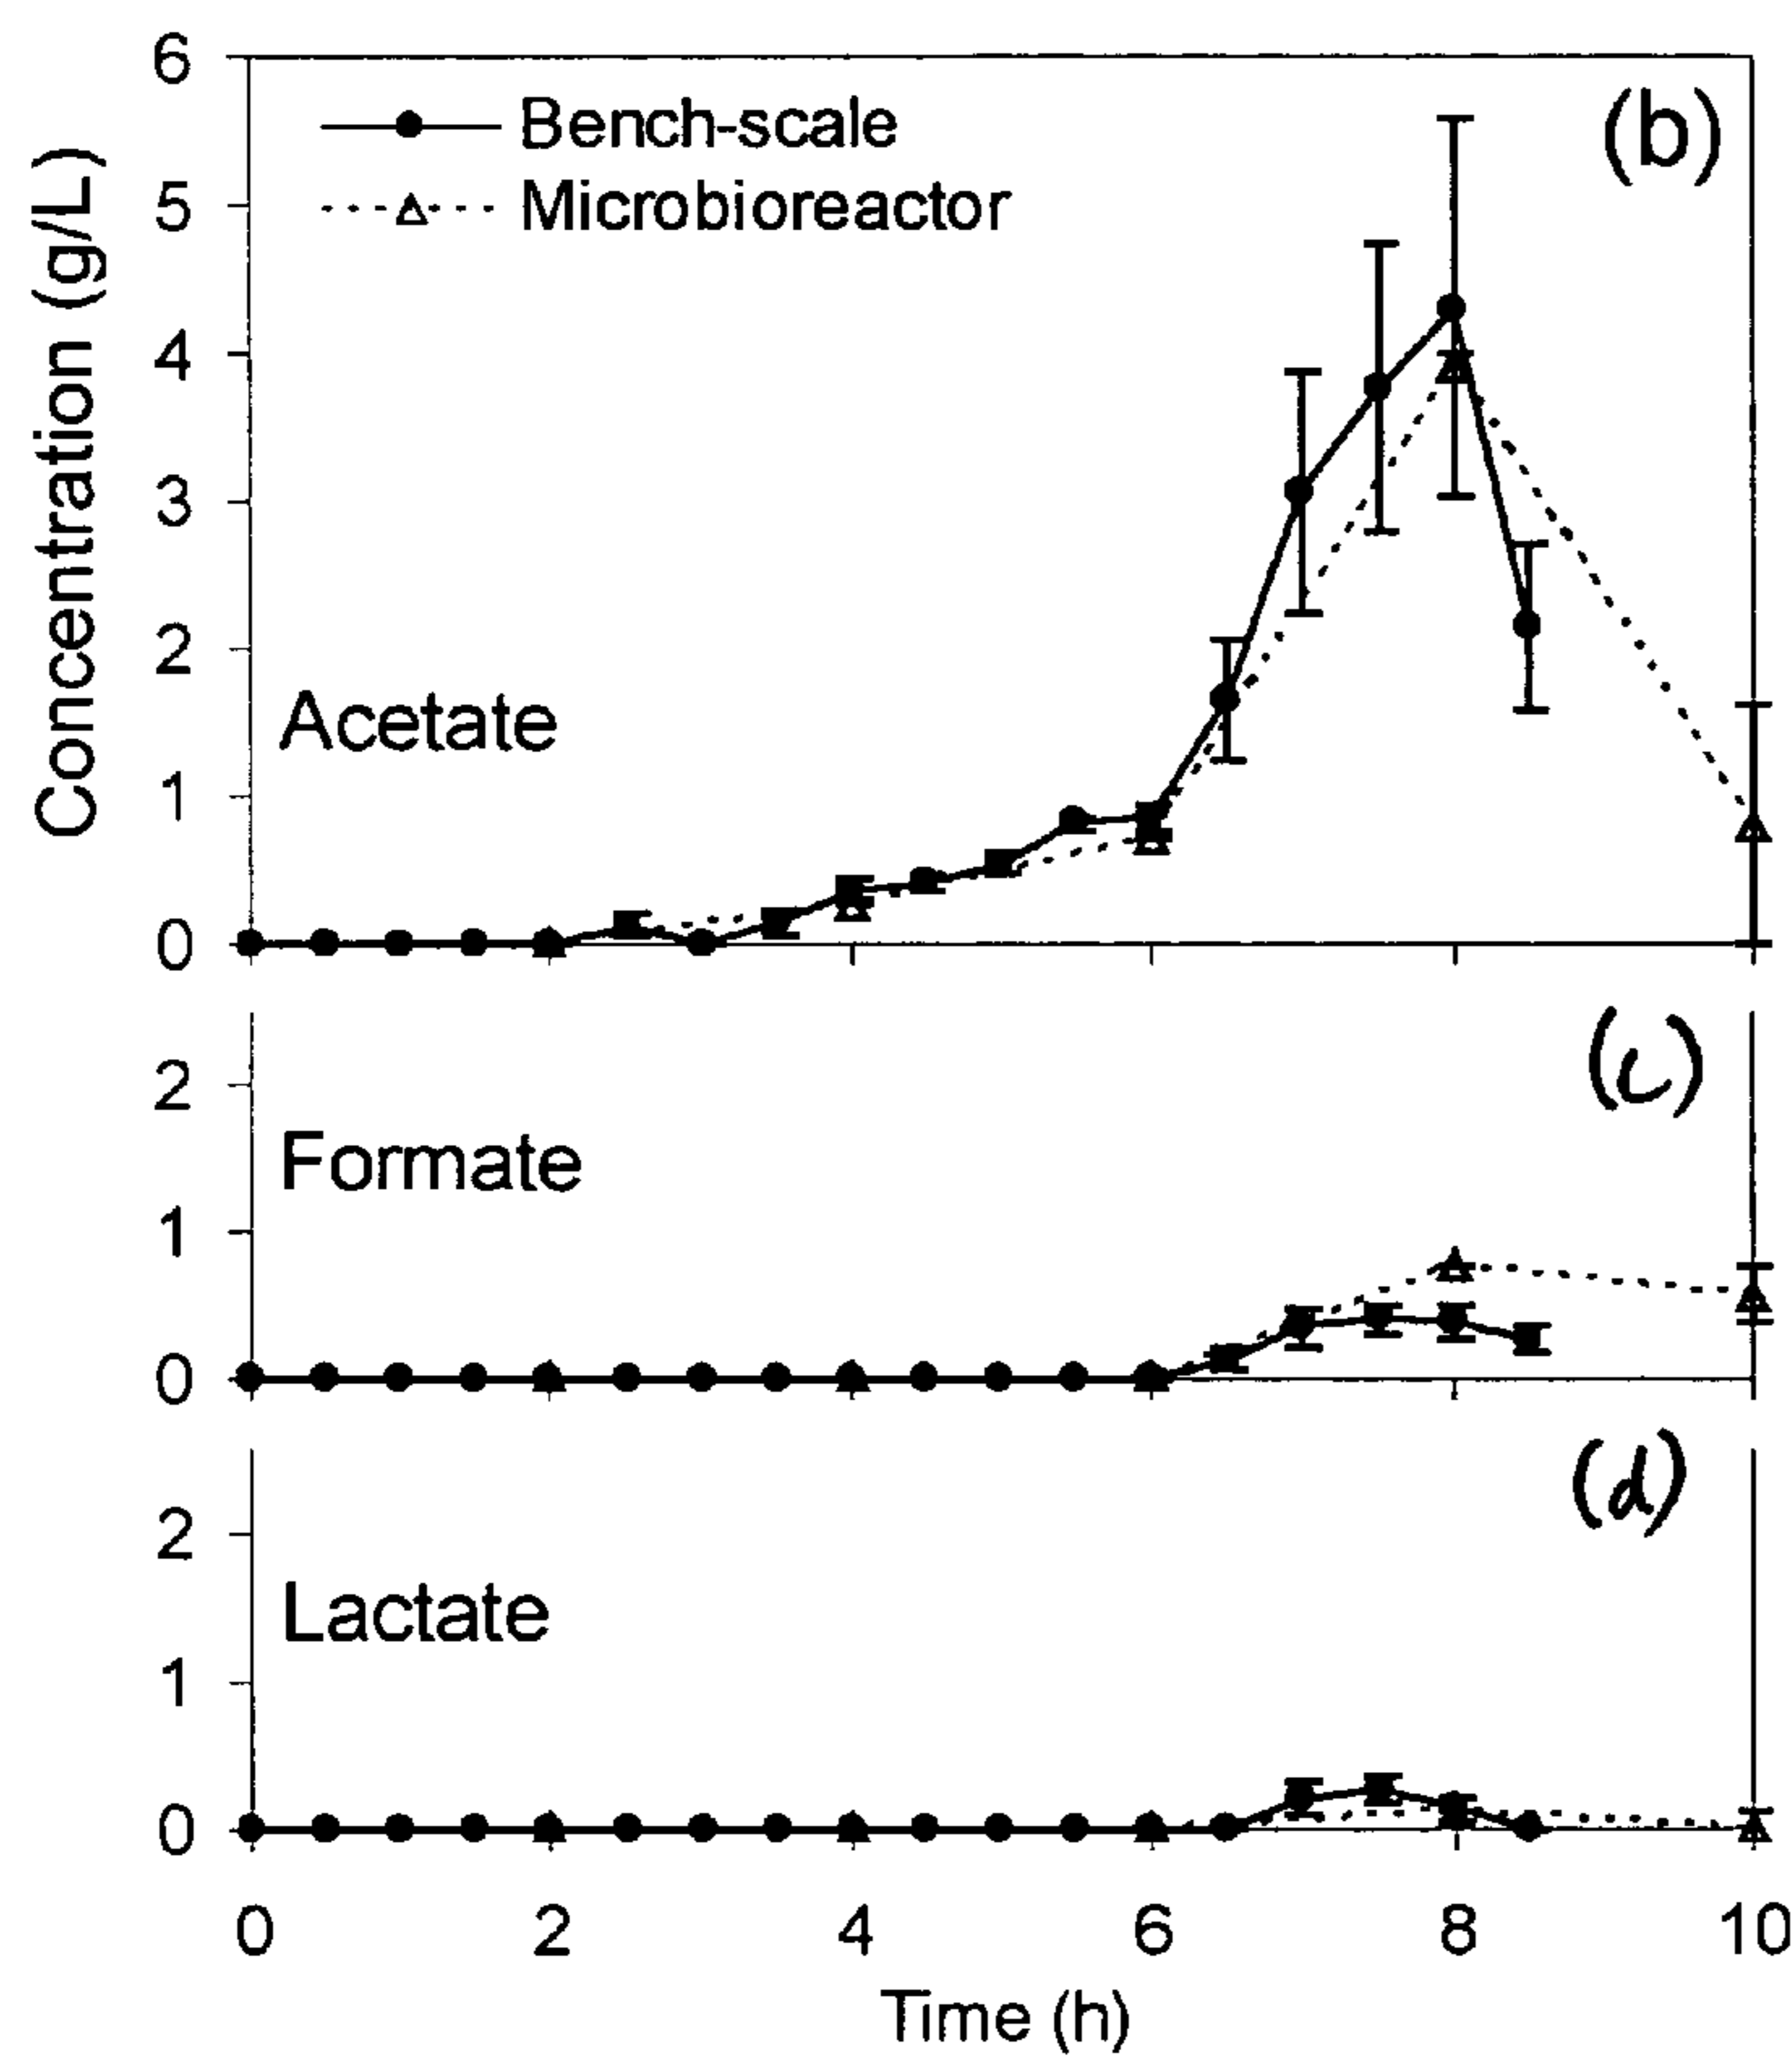 6
Bench-scale
(b)
5
Microbioreactor
Concentration (g/L)
4
3
2
Acetate
1
0
(c)
2
Formate
1
0
(d)
2
Lactate
1
0
0 2 4 6 8 10
Time (h)